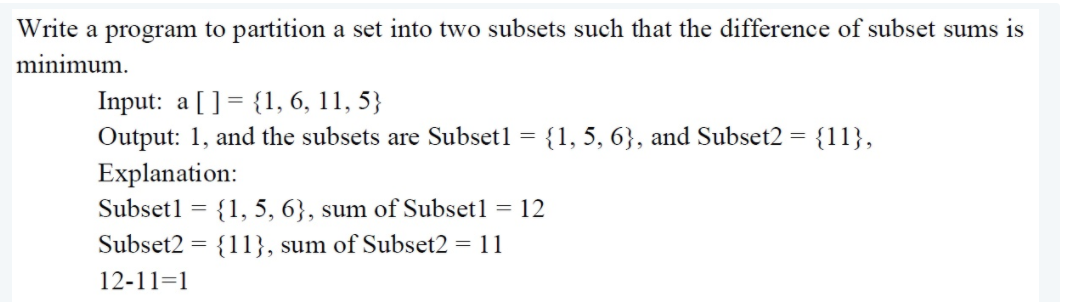 Write a program to partition a set into two subsets such that the difference of subset sums is
minimum.
Input: a [ ] = {1, 6, 11, 5}
Output: 1, and the subsets are Subset1 = {1, 5, 6}, and Subset2 = {11},
Explanation:
Subset1 = {1, 5, 6}, sum of Subset1 = 12
Subset2 = {11}, sum of Subset2 = 11
12-11=1